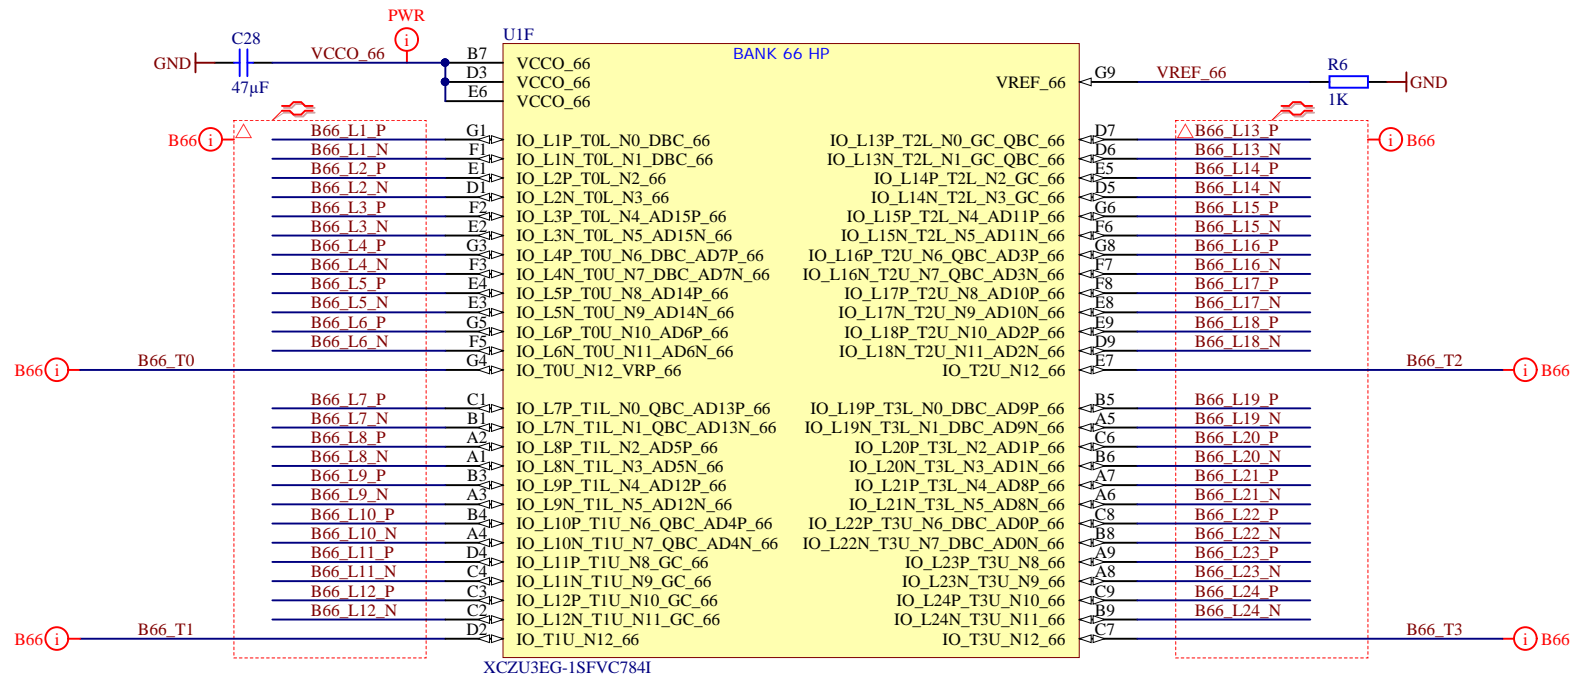 PWR
U1F
C28
VCCO_66
GND
47µF
BANK 66 HP
B7 VCCO_66
D3 VCCO_66
E6 VCCO_66
VREF_66 G9 VREF_66
R6
1K
GND
B66
B66_L1_P G1 IO_L1P_T0L_N0_DBC_66
B66_L1_N F1 IO_L1N_T0L_N1_DBC_66
B66_L2_P E1 IO_L2P_T0L_N2_66
B66_L2_N D1 IO_L2N_T0L_N3_66
B66_L3_P F2 IO_L3P_T0L_N4_AD15P_66
B66_L3_N E2 IO_L3N_T0L_N5_AD15N_66
B66_L4_P G3 IO_L4P_T0U_N6_DBC_AD7P_66
B66_L4_N F3 IO_L4N_T0U_N7_DBC_AD7N_66
B66_L5_P E4 IO_L5P_T0U_N8_AD14P_66
B66_L5_N E3 IO_L5N_T0U_N9_AD14N_66
B66_L6_P G5 IO_L6P_T0U_N10_AD6P_66
B66_L6_N F5 IO_L6N_T0U_N11_AD6N_66
B66 B66_T0 G4 IO_T0U_N12_VRP_66
B66_L7_P C1 IO_L7P_T1L_N0_QBC_AD13P_66
B66_L7_N B1 IO_L7N_T1L_N1_QBC_AD13N_66
B66_L8_P A2 IO_L8P_T1L_N2_AD5P_66
B66_L8_N A1 IO_L8N_T1L_N3_AD5N_66
B66_L9_P B3 IO_L9P_T1L_N4_AD12P_66
B66_L9_N A3 IO_L9N_T1L_N5_AD12N_66
B66_L10_P B4 IO_L10P_T1U_N6_QBC_AD4P_66
B66_L10_N A4 IO_L10N_T1U_N7_QBC_AD4N_66
B66_L11_P D4 IO_L11P_T1U_N8_GC_66
B66_L11_N C4 IO_L11N_T1U_N9_GC_66
B66_L12_P C3 IO_L12P_T1U_N10_GC_66
B66_L12_N C2 IO_L12N_T1U_N11_GC_66
B66 B66_T1 D2 IO_T1U_N12_66
IO_L13P_T2L_N0_GC_QBC_66 D7 B66_L13_P
B66
IO_L13N_T2L_N1_GC_QBC_66 D6 B66_L13_N
IO_L14P_T2L_N2_GC_66 E5 B66_L14_P
IO_L14N_T2L_N3_GC_66 D5 B66_L14_N
IO_L15P_T2L_N4_AD11P_66 G6 B66_L15_P
IO_L15N_T2L_N5_AD11N_66 F6 B66_L15_N
IO_L16P_T2U_N6_QBC_AD3P_66 G8 B66_L16_P
IO_L16N_T2U_N7_QBC_AD3N_66 F7 B66_L16_N
IO_L17P_T2U_N8_AD10P_66 F8 B66_L17_P
IO_L17N_T2U_N9_AD10N_66 E8 B66_L17_N
IO_L18P_T2U_N10_AD2P_66 E9 B66_L18_P
IO_L18N_T2U_N11_AD2N_66 D9 B66_L18_N
IO_T2U_N12_66 E7 B66_T2 B66
IO_L19P_T3L_N0_DBC_AD9P_66 B5 B66_L19_P
IO_L19N_T3L_N1_DBC_AD9N_66 A5 B66_L19_N
IO_L20P_T3L_N2_AD1P_66 C6 B66_L20_P
IO_L20N_T3L_N3_AD1N_66 B6 B66_L20_N
IO_L21P_T3L_N4_AD8P_66 A7 B66_L21_P
IO_L21N_T3L_N5_AD8N_66 A6 B66_L21_N
IO_L22P_T3U_N6_DBC_AD0P_66 C8 B66_L22_P
IO_L22N_T3U_N7_DBC_AD0N_66 B8 B66_L22_N
IO_L23P_T3U_N8_66 A9 B66_L23_P
IO_L23N_T3U_N9_66 A8 B66_L23_N
IO_L24P_T3U_N10_66 C9 B66_L24_P
IO_L24N_T3U_N11_66 B9 B66_L24_N
IO_T3U_N12_66 C7 B66_T3 B66
XCZU3EG-1SFVC784I